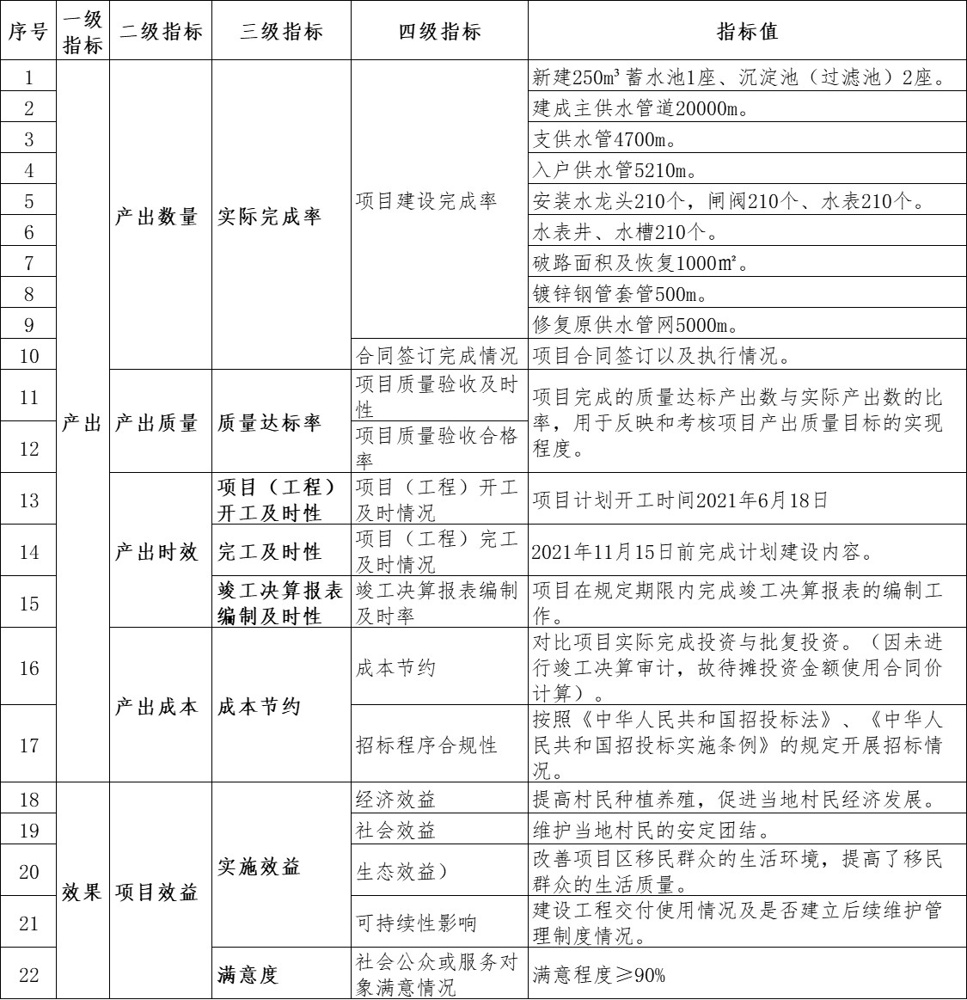 序号 一级指标 二级指标 三级指标 四级指标 指标值
1 新建250m³蓄水池1座、沉淀池（过滤池）2座。
2 建成主供水管道20000m。
3 支供水管4700m。
4 入户供水管5210m。
产出数量 实际完成率 项目建设完成率
5 安装水龙头210个，闸阀210个、水表210个。
6 水表井、水槽210个。
7 破路面积及恢复1000㎡。
8 镀锌钢管套管500m。
9 修复原供水管网5000m。
10 合同签订完成情况 项目合同签订以及执行情况。
产出 产出质量 质量达标率
11 项目质量验收及时
性
项目完成的质量达标产出数与实际产出数的比
率，用于反映和考核项目产出质量目标的实现
程度。
12 项目质量验收合格
率
产出时效
13 项目（工程）
开工及时性
项目（工程）开工
及时情况
项目计划开工时间2021年6月18日
14 完工及时性
项目（工程）完工
及时情况
2021年11月15日前完成计划建设内容。
15 竣工决算报表
编制及时性
竣工决算报表编制
及时率
项目在规定期限内完成竣工决算报表的编制工
作。
产出成本 成本节约
16 成本节约
对比项目实际完成投资与批复投资。（因未进
行竣工决算审计，故待摊投资金额使用合同价
计算）。
17 招标程序合规性
按照《中华人民共和国招投标法》、《中华人
民共和国招投标实施条例》的规定开展招标情
况。
效果 项目效益 实施效益
18 经济效益 提高村民种植养殖，促进当地村民经济发展。
19 社会效益 维护当地村民的安定团结。
20 生态效益）
改善项目区移民群众的生活环境，提高了移民
群众的生活质量。
21 可持续性影响
建设工程交付使用情况及是否建立后续维护管
理制度情况。
22 满意度
社会公众或服务对
象满意情况
满意程度≥90%